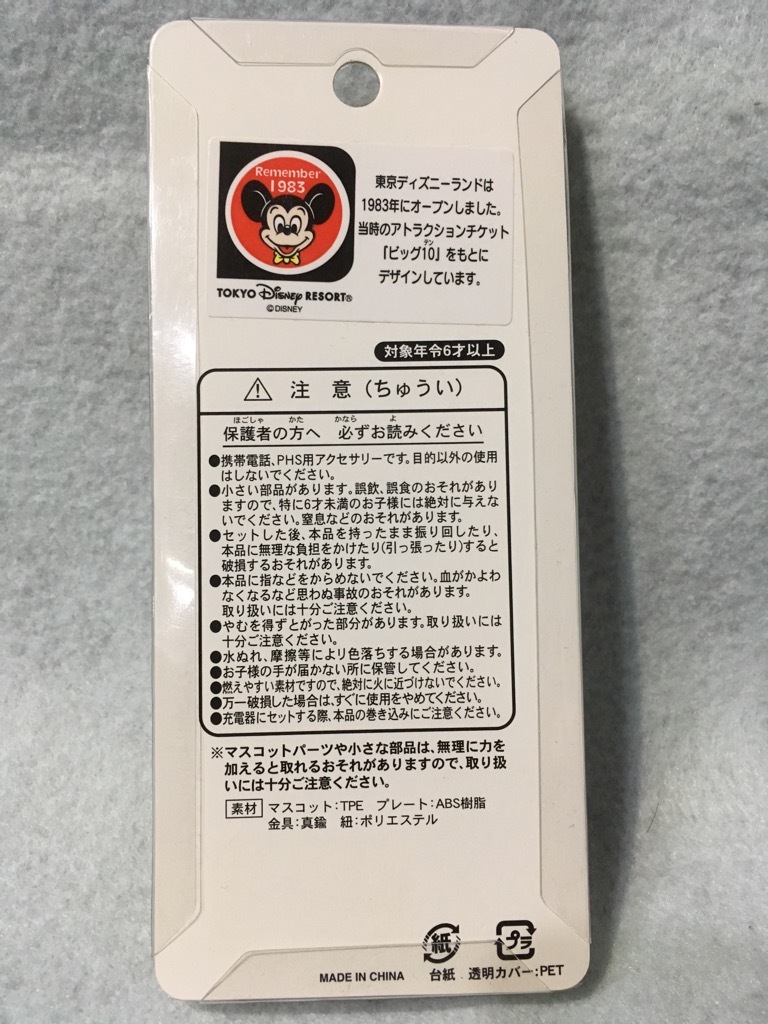 Remember
1983
東京ディズニーランドは
1983年にオープンしました。
当時のアトラクションチケット
テン
「ビッグ10」をもとに
デザインしています。
TOKYO Disney RESORT®
©DISNEY
対象年令6才以上
注 意(ちゅうい)
ほごしゃ かた かなら よ
保護者の方へ 必ずお読みください
●携帯電話、PHS用アクセサリーです。目的以外の使用
はしないでください。
●小さい部品があります。誤飲、誤食のおそれがあり
ますので、特に6才未満のお子様には絶対に与えな
いでください。窒息などのおそれがあります。
●セットした後、本品を持ったまま振り回したり、
本品に無理な負担をかけたり(引っ張ったり)すると
破損するおそれがあります。
●本品に指などをからめないでください。血がかよわ
なくなるなど思わぬ事故のおそれがあります。
取り扱いには十分ご注意ください。
●やむを得ずとがった部分があります。取り扱いには
十分ご注意ください。
●水ぬれ、摩擦等により色落ちする場合があります。
●お子様の手が届かない所に保管してください。
●燃えやすい素材ですので、絶対に火に近づけないでください。
●万一破損した場合は、すぐに使用をやめてください。
●充電器にセットする際、本品の巻き込みにご注意ください。
※マスコットパーツや小さな部品は、無理に力を
加えると取れるおそれがありますので、取り扱
いには十分ご注意ください。
素材 マスコット:TPE プレート:ABS樹脂
金具:真鍮 紐:ポリエステル
紙 プラ
MADE IN CHINA 台紙 透明カバー:PET